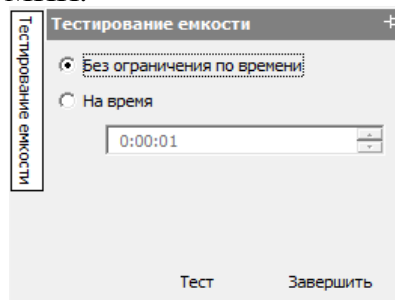 Тестирование емкости
Тестирование емкости
Без ограничения по времени
На время
0:00:01
Тест Завершить